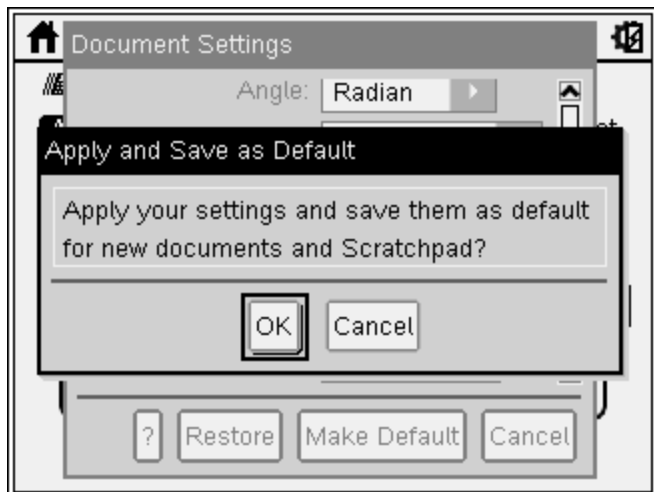 Document Settings
Angle: Radian
Apply and Save as Default
Apply your settings and save them as default
for new documents and Scratchpad?
OK Cancel
? Restore Make Default Cancel